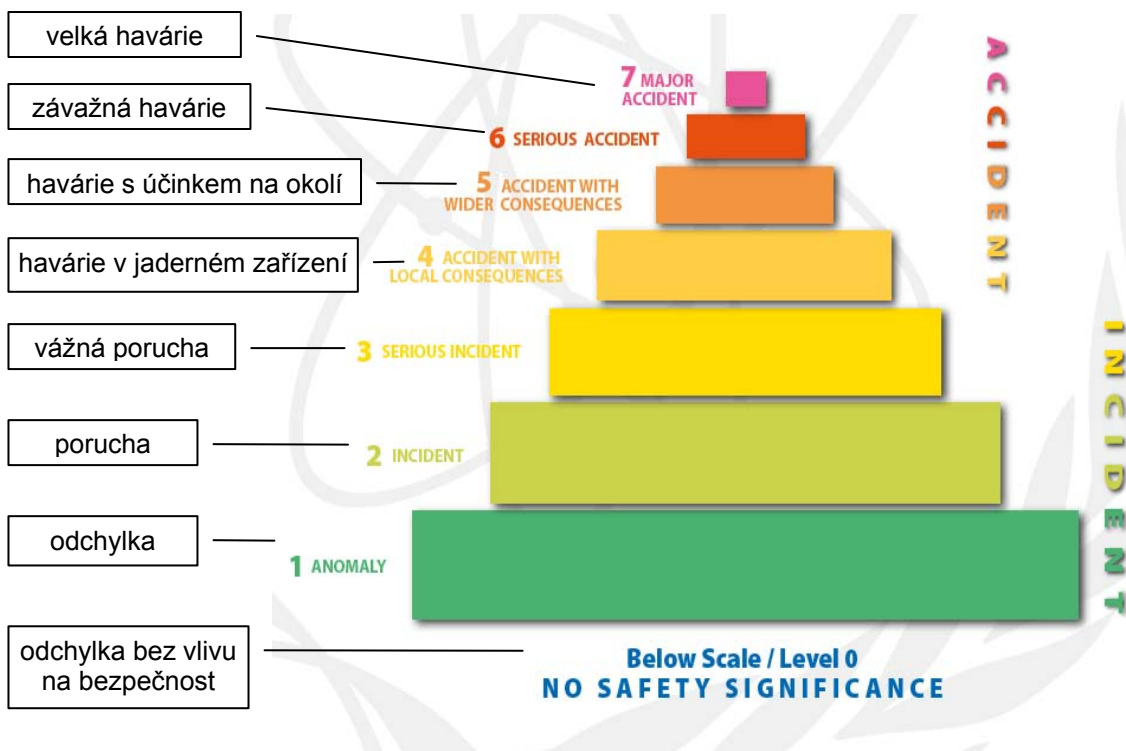 velká havárie
7 MAJOR
ACCIDENT
závažná havárie
6 SERIOUS ACCIDENT
havárie s účinkem na okolí
5 ACCIDENT WITH
WIDER CONSEQUENCES
havárie v jaderném zařízení
4 ACCIDENT WITH
LOCAL CONSEQUENCES
vážná porucha
3 SERIOUS INCIDENT
porucha
2 INCIDENT
odchylka
1 ANOMALY
odchylka bez vlivu
na bezpečnost
Below Scale / Level 0
NO SAFETY SIGNIFICANCE
ACCIDENT
INCIDENT